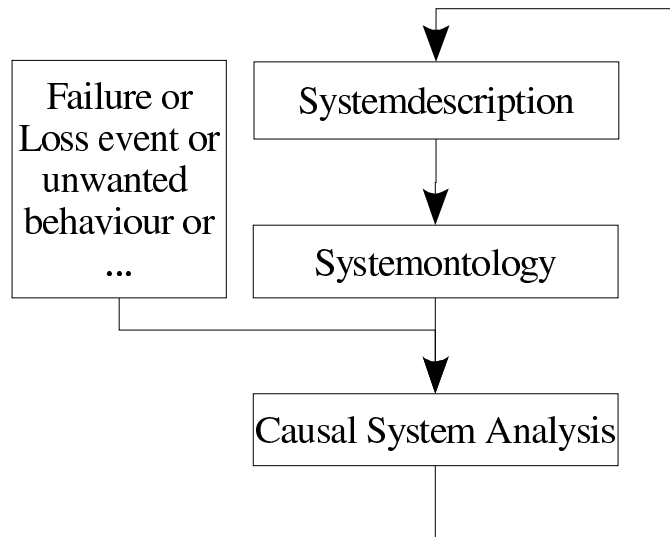 Failure or
Loss event or
unwanted
behaviour or
...
Systemdescription
Systemontology
Causal System Analysis